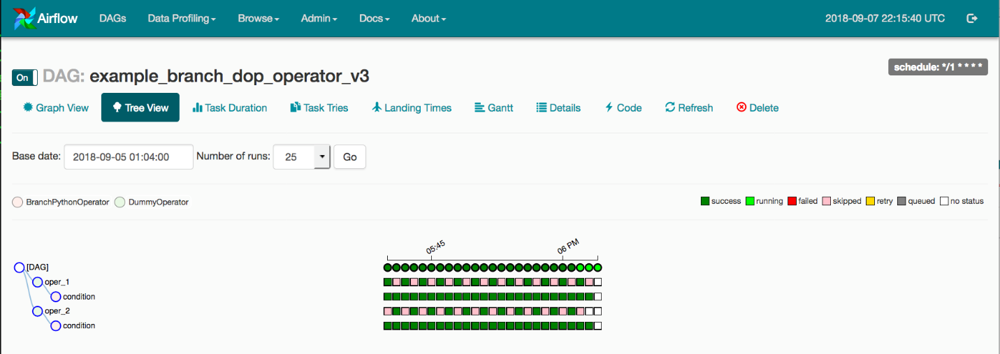 Airflow DAGs Data Profiling Browse Admin Docs About 2018-09-07 22:15:40 UTC
schedule: */1 * * * *
On DAG: example_branch_dop_operator_v3
Graph View Tree View Task Duration Task Tries Landing Times Gantt Details Code Refresh Delete
Base date: 2018-09-05 01:04:00 Number of runs: 25 Go
BranchPythonOperator DummyOperator success running failed skipped retry queued no status
05:45 06 PM
[DAG]
oper_1
condition
oper_2
condition